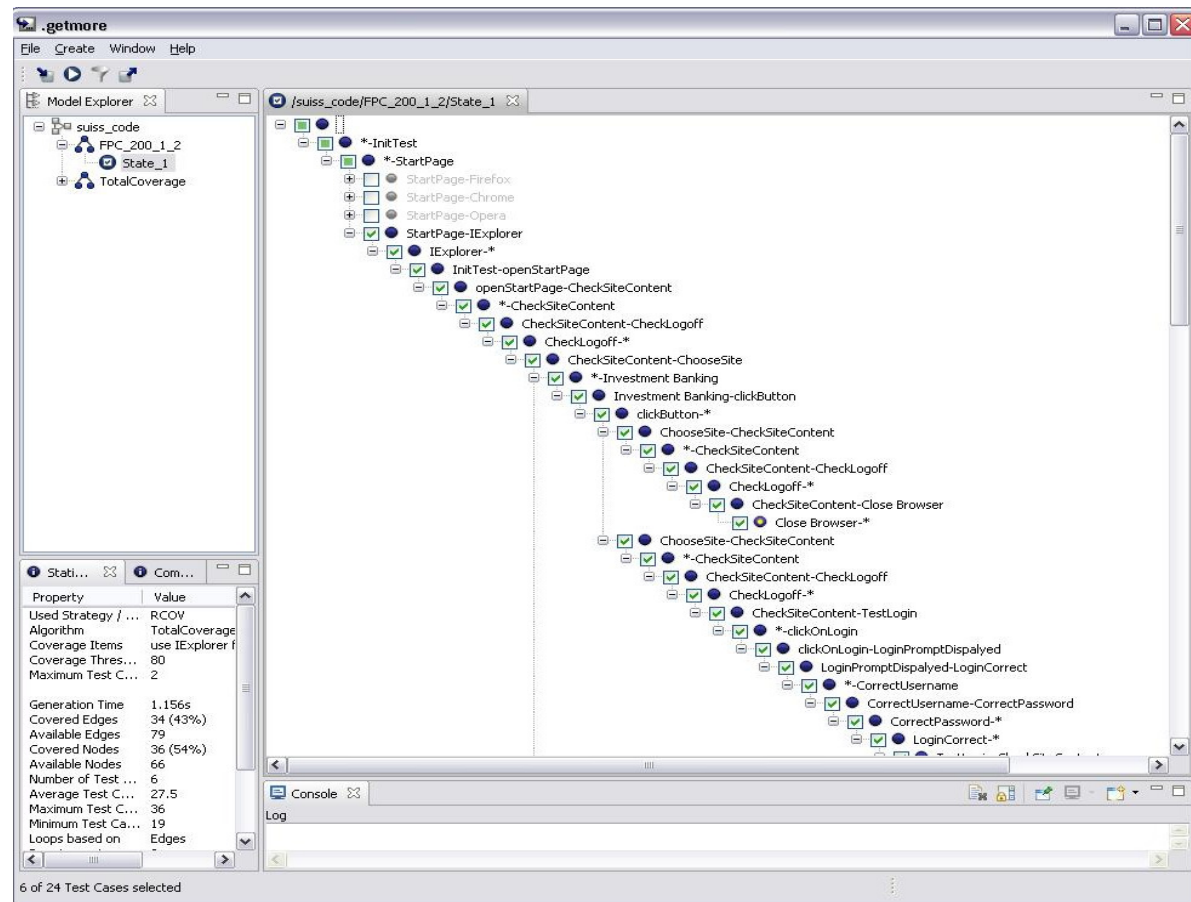 .getmore
File Create Window Help
Model Explorer
suiss_code
FPC_200_1_2
State_1
TotalCoverage
/suiss_code/FPC_200_1_2/State_1
*-InitTest
*-StartPage
StartPage-Firefox
StartPage-Chrome
StartPage-Opera
StartPage-IExplorer
IExplorer-*
InitTest-openStartPage
openStartPage-CheckSiteContent
*-CheckSiteContent
CheckSiteContent-CheckLogoff
CheckLogoff-*
CheckSiteContent-ChooseSite
*-Investment Banking
Investment Banking-clickButton
clickButton-*
ChooseSite-CheckSiteContent
*-CheckSiteContent
CheckSiteContent-CheckLogoff
CheckLogoff-*
CheckSiteContent-Close Browser
Close Browser-*
ChooseSite-CheckSiteContent
*-CheckSiteContent
CheckSiteContent-CheckLogoff
CheckLogoff-*
CheckSiteContent-TestLogin
*-clickOnLogin
clickOnLogin-LoginPromptDispalyed
LoginPromptDispalyed-LoginCorrect
*-CorrectUsername
CorrectUsername-CorrectPassword
CorrectPassword-*
LoginCorrect-*
Stati... Com...
Property Value
Used Strategy / ... RCOV
Algorithm TotalCoverage
Coverage Items use IExplorer f
Coverage Thres... 80
Maximum Test C... 2
Generation Time 1.156s
Covered Edges 34 (43%)
Available Edges 79
Covered Nodes 36 (54%)
Available Nodes 66
Number of Test ... 6
Average Test C... 27.5
Maximum Test C... 36
Minimum Test Ca... 19
Loops based on Edges
Console
Log
6 of 24 Test Cases selected